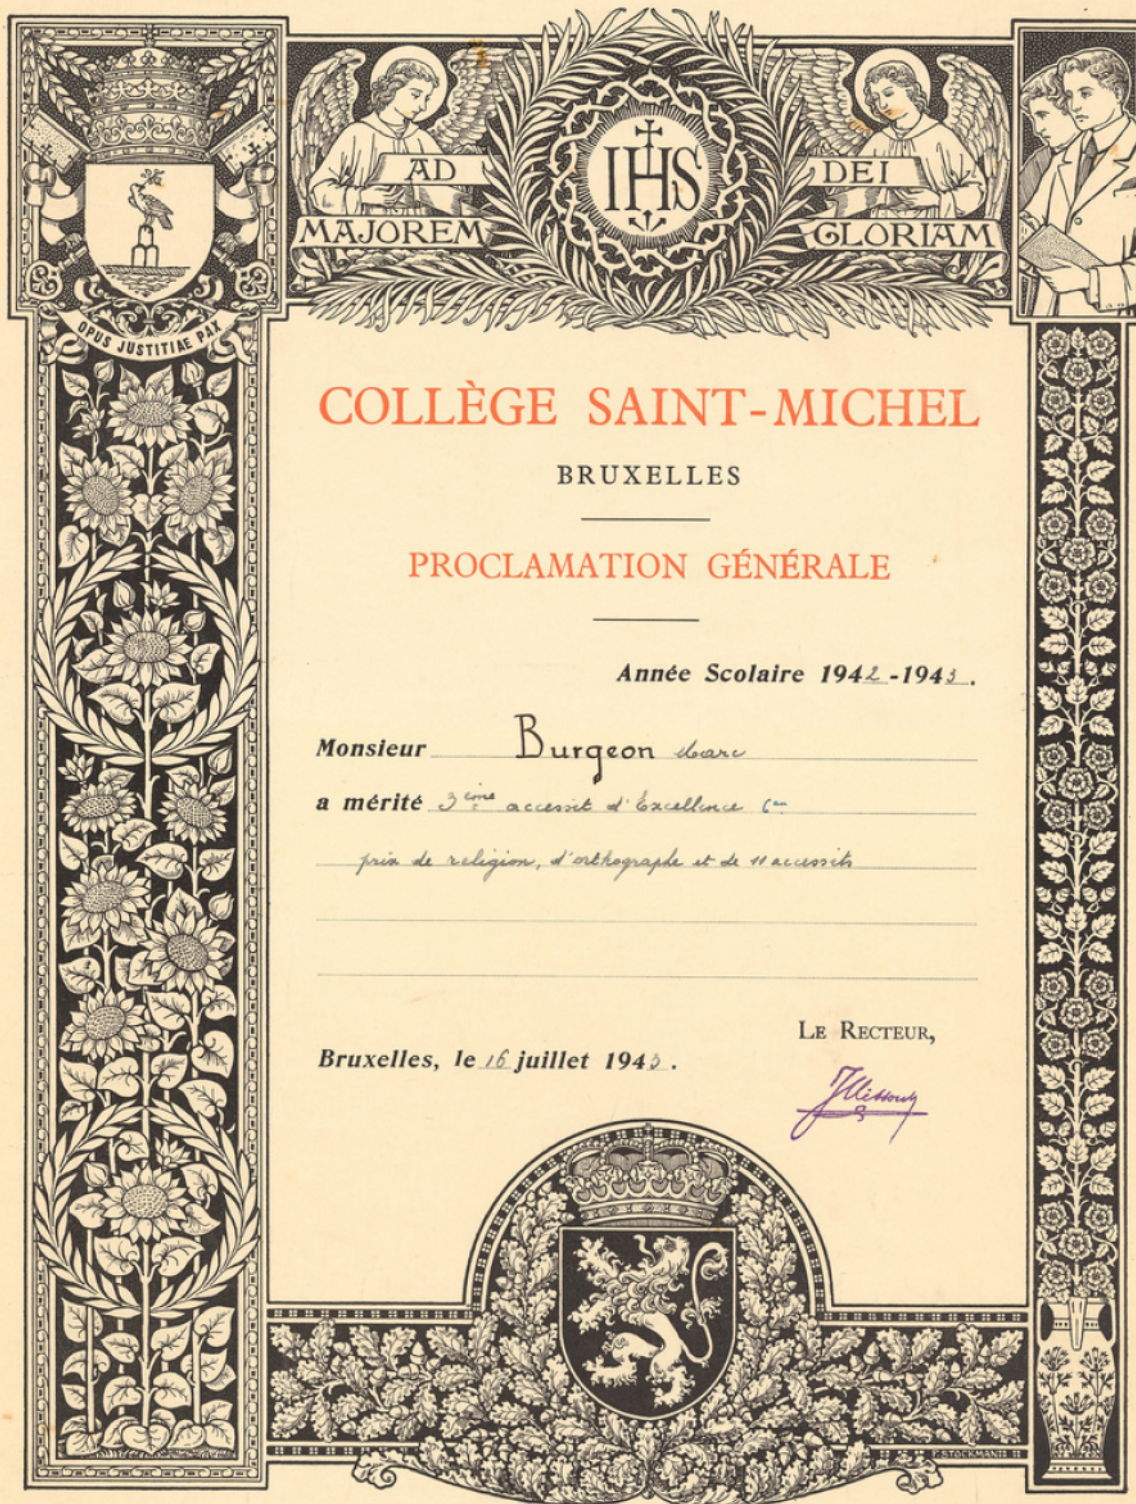 AD
DEI
IHS
MAJOREM
GLORIAM
OPUS JUSTITIAE PAX
COLLÈGE SAINT-MICHEL
BRUXELLES
PROCLAMATION GÉNÉRALE
Année Scolaire 1942-1943.
Monsieur Burgeon Marc
a mérité 3ème accessit d'Excellence
prix de religion, d'orthographe et de 11 accessits
LE RECTEUR,
Bruxelles, le 16 juillet 1943.
F. STOCKMAN